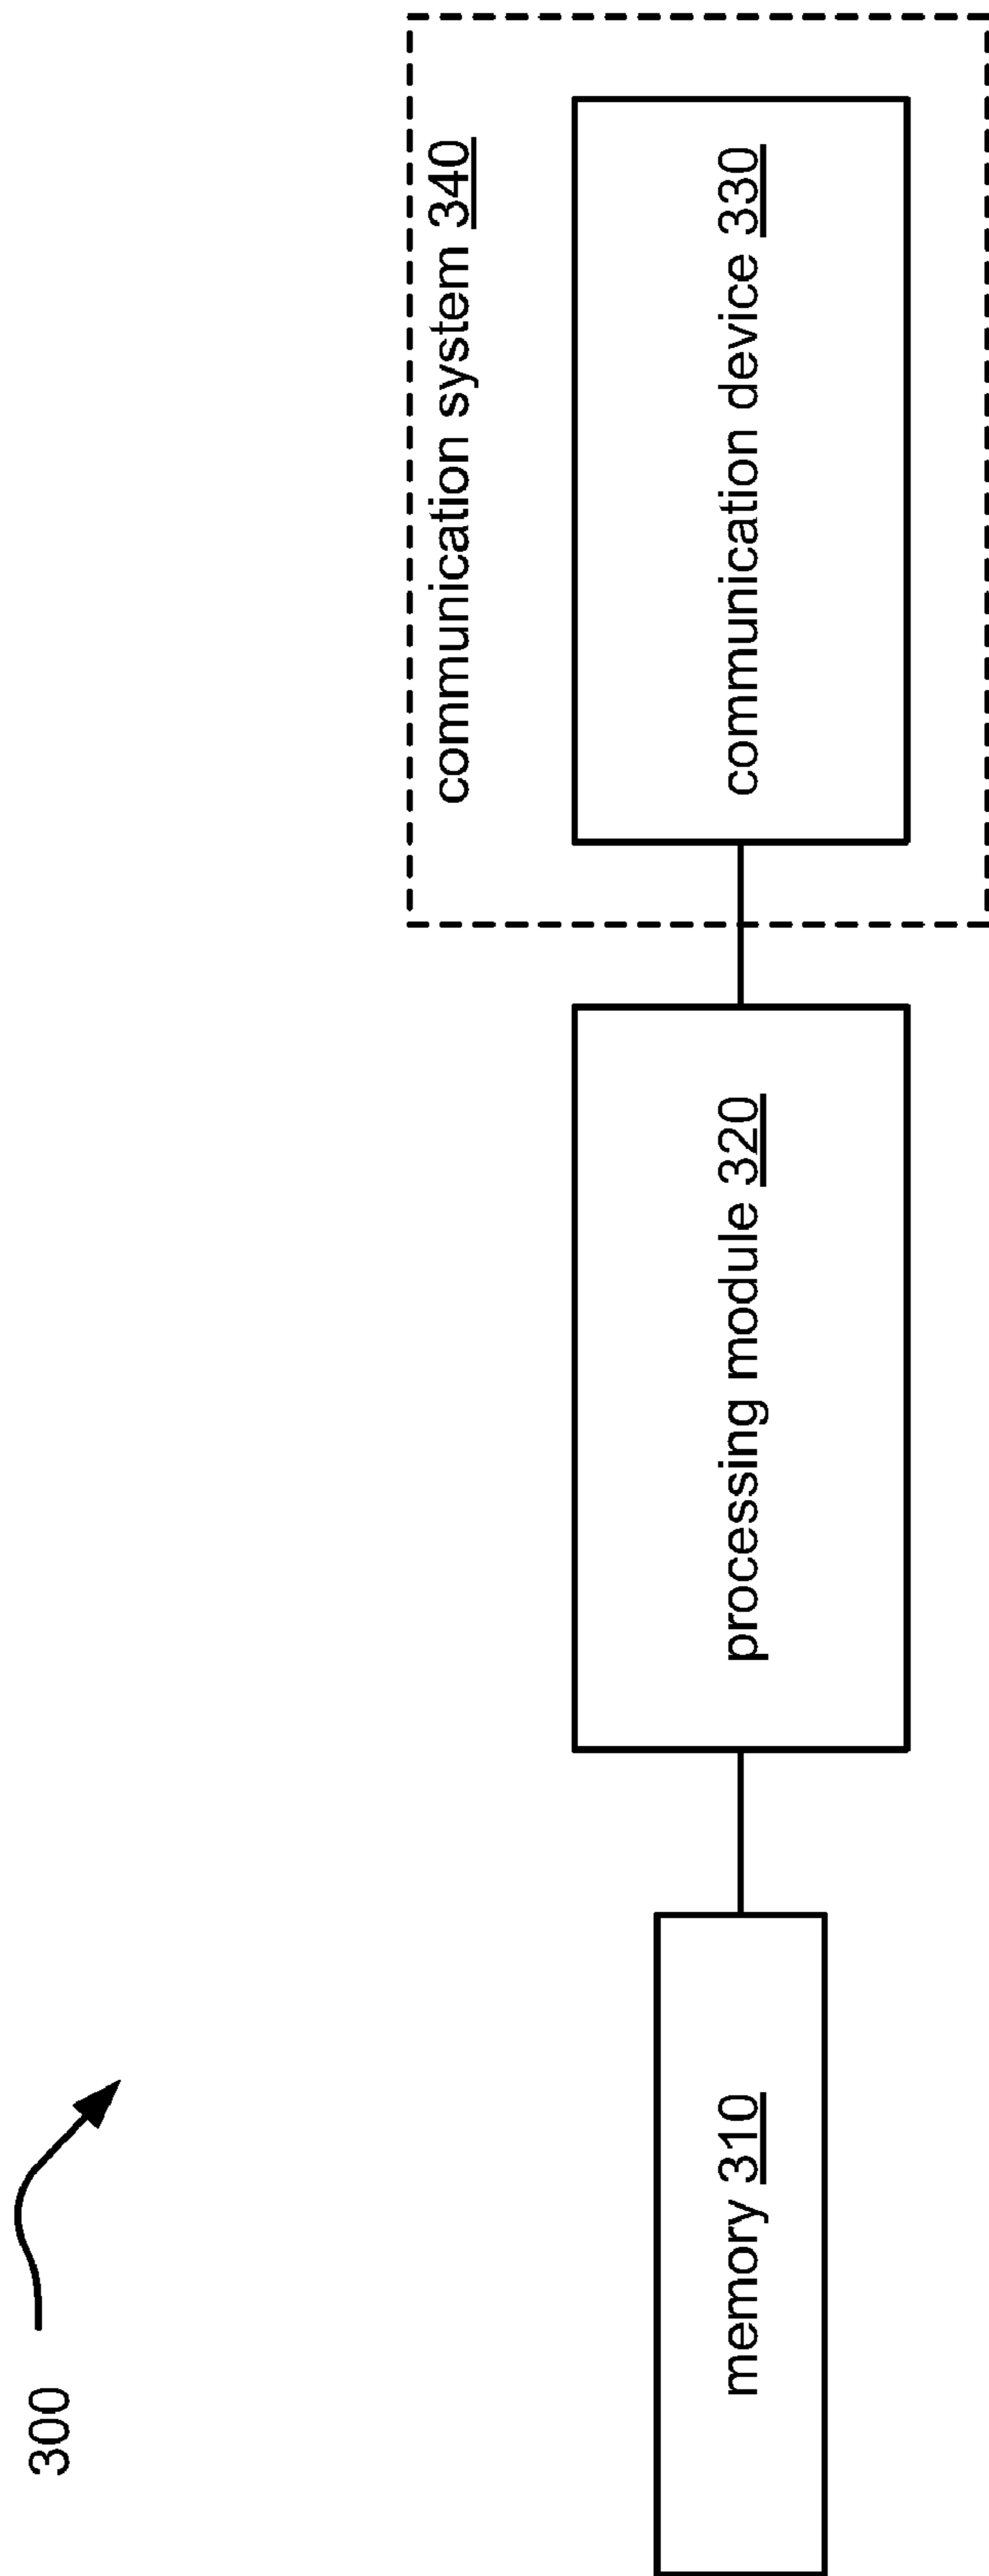 300
communication system 340
memory 310
processing module 320
communication device 330